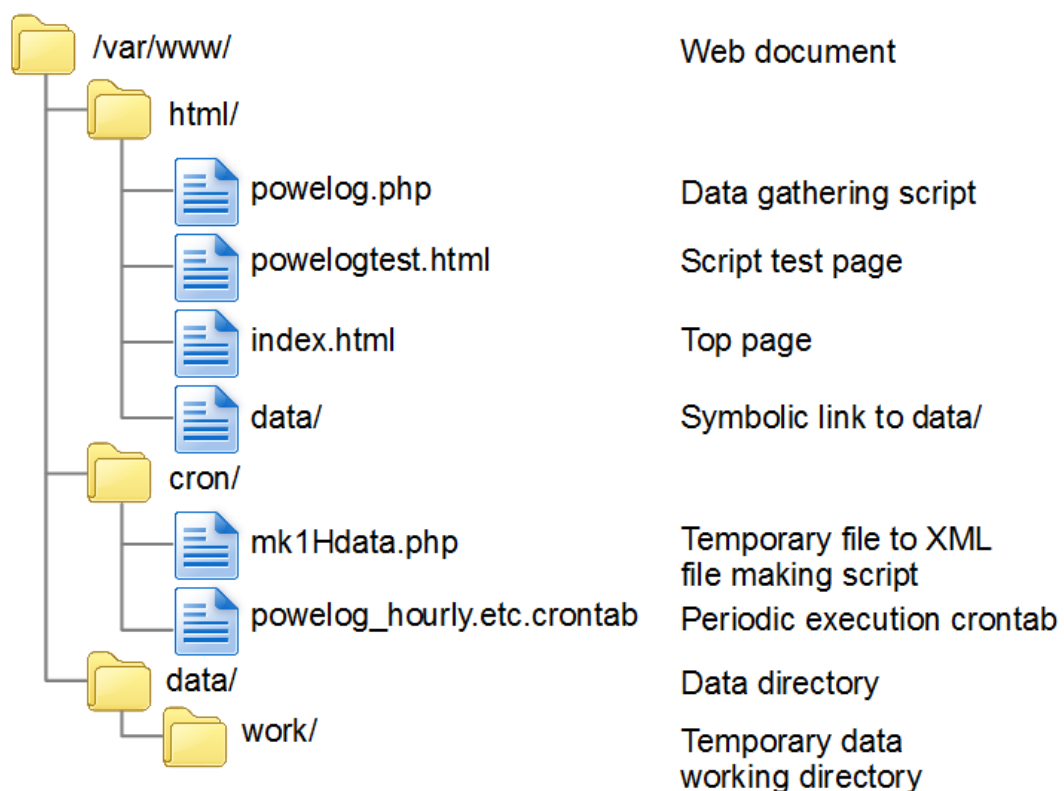 /var/www/ Web document
html/
powelog.php Data gathering script
powelogtest.html Script test page
index.html Top page
data/ Symbolic link to data/
cron/
mk1Hdata.php Temporary file to XML
file making script
powelog_hourly.etc.crontab Periodic execution crontab
data/ Data directory
work/ Temporary data
working directory